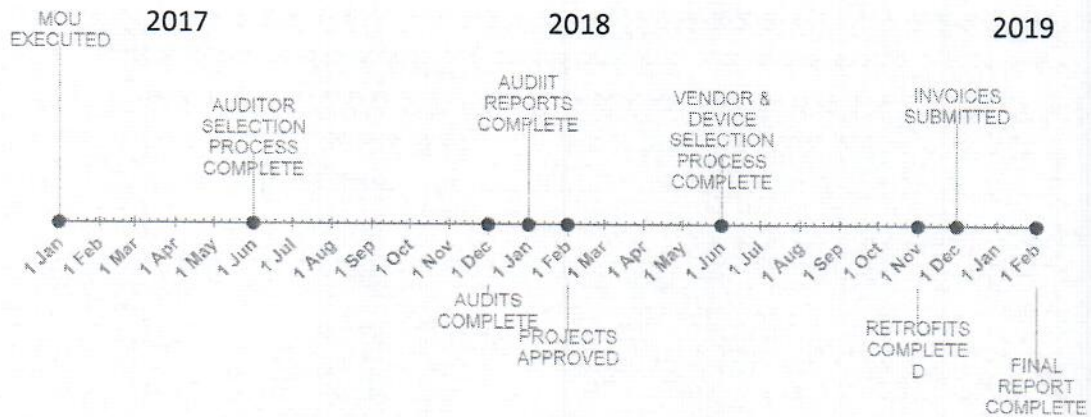 MOU
EXECUTED
2017
2018
2019
AUDITOR
SELECTION
PROCESS
COMPLETE
AUDIIT
REPORTS
COMPLETE
VENDOR &
DEVICE
SELECTION
PROCESS
COMPLETE
INVOICES
SUBMITTED
1 Jan
1 Feb
1 Mar
1 Apr
1 May
1 Jun
1 Jul
1 Aug
1 Sep
1 Oct
1 Nov
1 Dec
1 Jan
1 Feb
1 Mar
1 Apr
1 May
1 Jun
1 Jul
1 Aug
1 Sep
1 Oct
1 Nov
1 Dec
1 Jan
1 Feb
AUDITS
COMPLETE
PROJECTS
APPROVED
RETROFITS
COMPLETE
D
FINAL
REPORT
COMPLETE